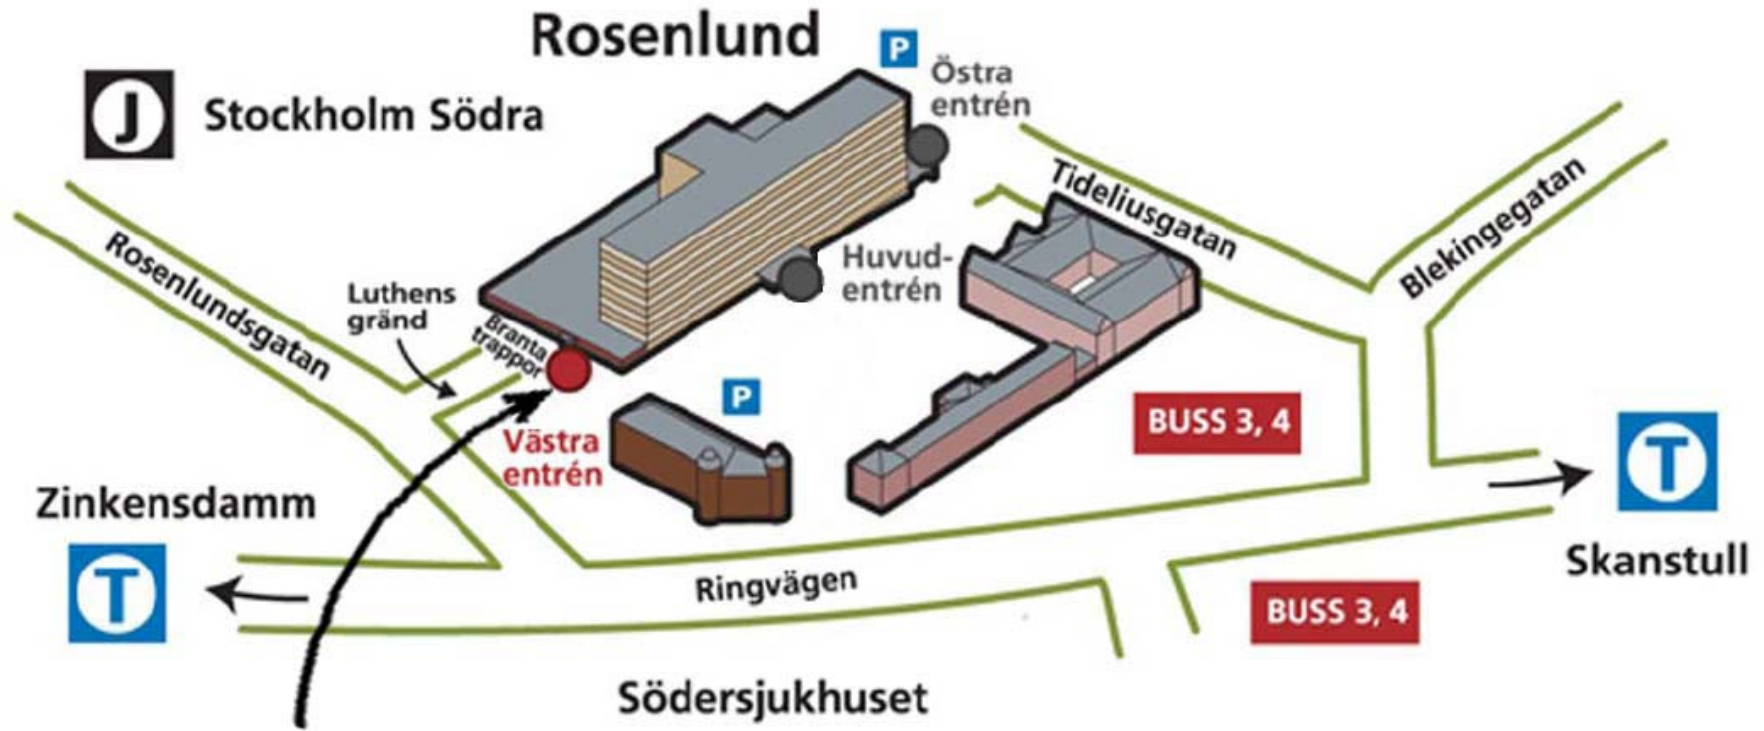 Rosenlund
P
Östra
entrén
J
Stockholm Södra
Tideliusgatan
Blekingegatan
Rosenlundsgatan
Luthens
gränd
Branta
trappor
Huvud-
entrén
P
Västra
entrén
BUSS 3, 4
T
Skanstull
Zinkensdamm
T
Ringvägen
BUSS 3, 4
Södersjukhuset